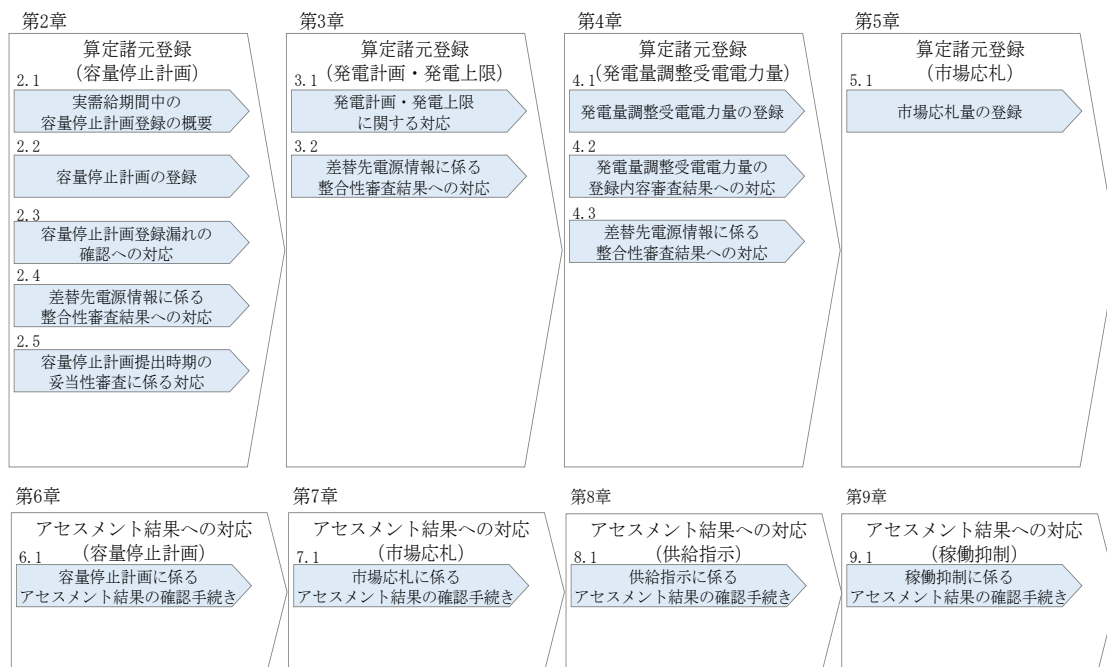 第2章
算定諸元登録
(容量停止計画)
2.1
実需給期間中の
容量停止計画登録の概要
2.2
容量停止計画の登録
2.3
容量停止計画登録漏れの
確認への対応
2.4
差替先電源情報に係る
整合性審査結果への対応
2.5
容量停止計画提出時期の
妥当性審査に係る対応
第3章
算定諸元登録
(発電計画・発電上限)
3.1
発電計画・発電上限
に関する対応
3.2
差替先電源情報に係る
整合性審査結果への対応
第4章
算定諸元登録
(発電量調整受電電力量)
4.1
発電量調整受電電力量の登録
4.2
発電量調整受電電力量の
登録内容審査結果への対応
4.3
差替先電源情報に係る
整合性審査結果への対応
第5章
算定諸元登録
(市場応札)
5.1
市場応札量の登録
第6章
アセスメント結果への対応
(容量停止計画)
6.1
容量停止計画に係る
アセスメント結果の確認手続き
第7章
アセスメント結果への対応
(市場応札)
7.1
市場応札に係る
アセスメント結果の確認手続き
第8章
アセスメント結果への対応
(供給指示)
8.1
供給指示に係る
アセスメント結果の確認手続き
第9章
アセスメント結果への対応
(稼働抑制)
9.1
稼働抑制に係る
アセスメント結果の確認手続き